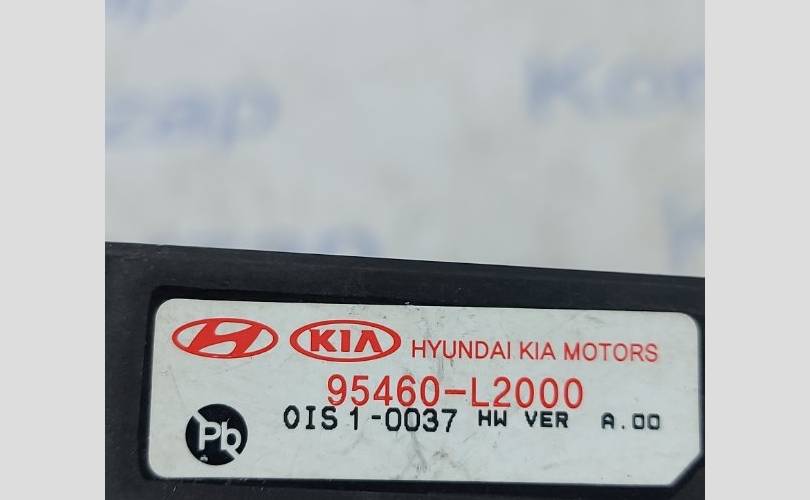 KIA HYUNDAI KIA MOTORS
95460-L2000
OIS1-0037 HW VER A.00
Pb